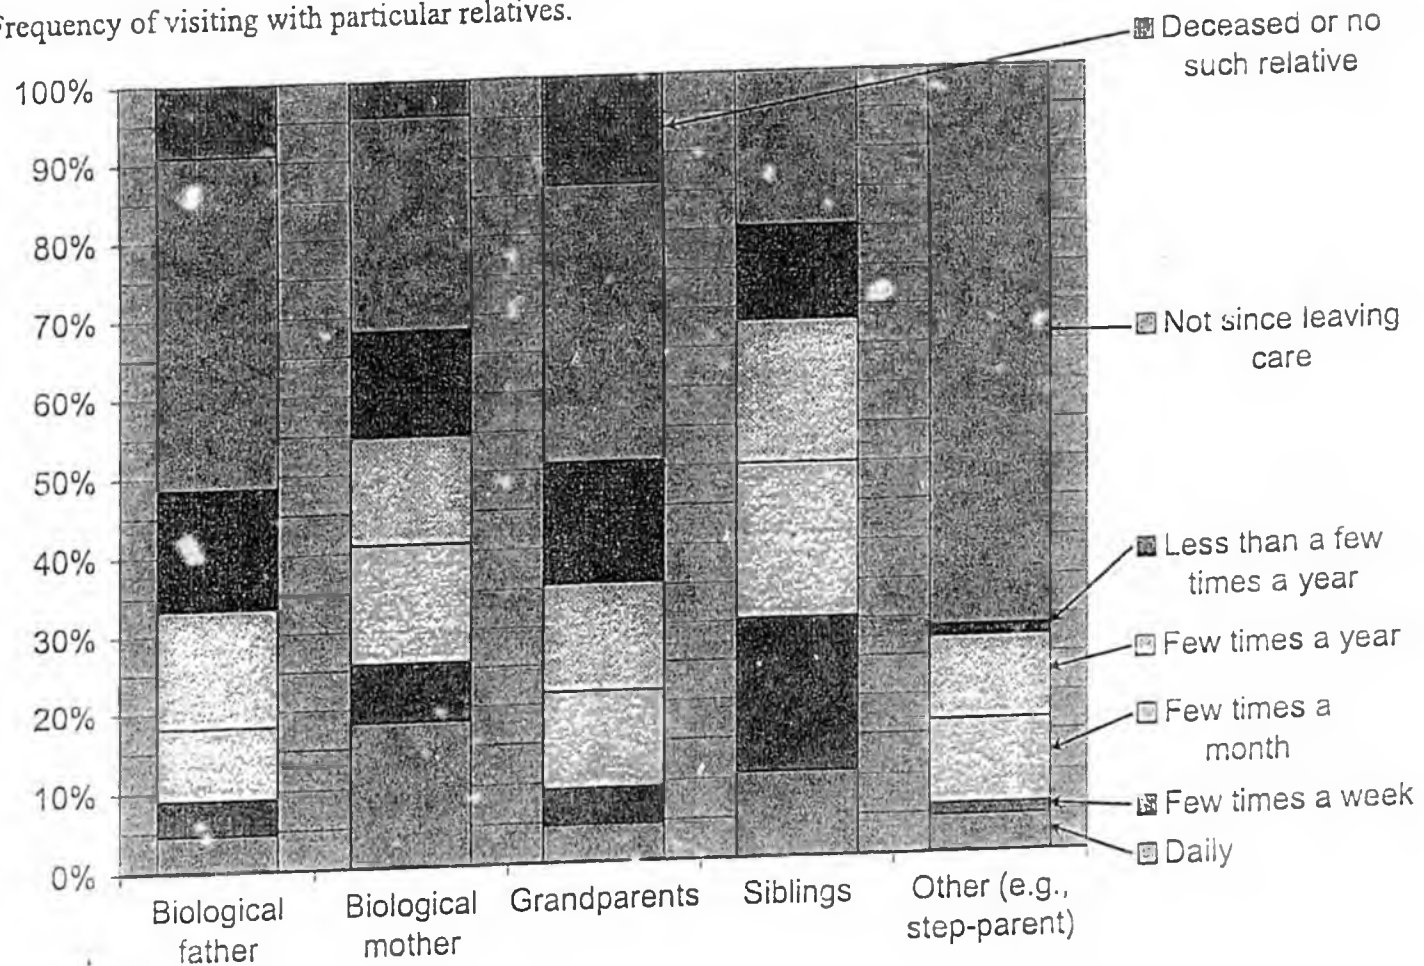 Frequency of visiting with particular relatives.
Deceased or no
such relative
100%
90%
80%
70%
60%
50%
40%
30%
20%
10%
0%
Not since leaving
care
Less than a few
times a year
Few times a year
Few times a
month
Few times a week
Daily
Biological
father
Biological
mother
Grandparents
Siblings
Other (e.g.,
step-parent)